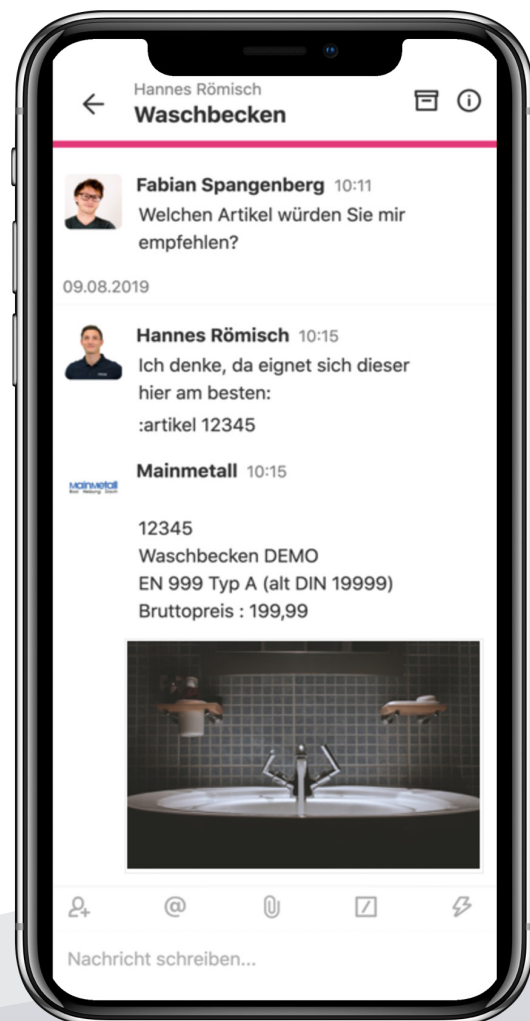 Hannes Römisch
Waschbecken
Fabian Spangenberg 10:11
Welchen Artikel würden Sie mir
empfehlen?
09.08.2019
Hannes Römisch 10:15
Ich denke, da eignet sich dieser
hier am besten:
:artikel 12345
Mainmetall
Mainmetall 10:15
12345
Waschbecken DEMO
EN 999 Typ A (alt DIN 19999)
Bruttopreis : 199,99
@
Nachricht schreiben...